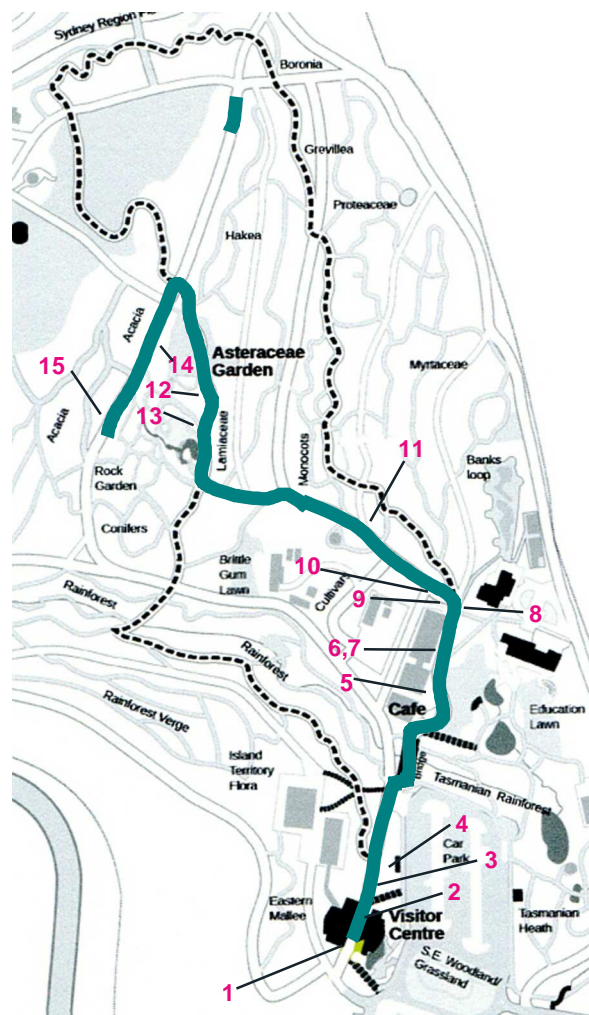 Sydney Region
Boronia
Grevillea
Proteaceae
Hakea
Acacia
Asteraceae
Garden
14
Myrtaceae
15
12
13
Acacia
Lamiaceae
Monocots
11
Banks
loop
Rock
Garden
Conifers
Brittle
Gum
Lawn
10
Cultivar
9
8
Rainforest
6,7
Rainforest
5
Cafe
Rainforest Verge
Education
Lawn
Island
Territory
Flora
Bridge
Tasmanian Rainforest
4
Car
Park
3
2
Eastern
Mallee
Visitor
Centre
Tasmanian
Heath
S.E. Woodland/
Grassland
1